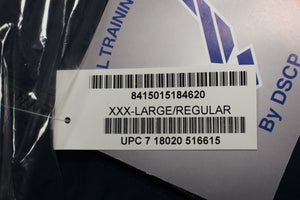 L TRAININ
By DSCP
8415015184620
XXX-LARGE/REGULAR
UPC 7 18020 516615